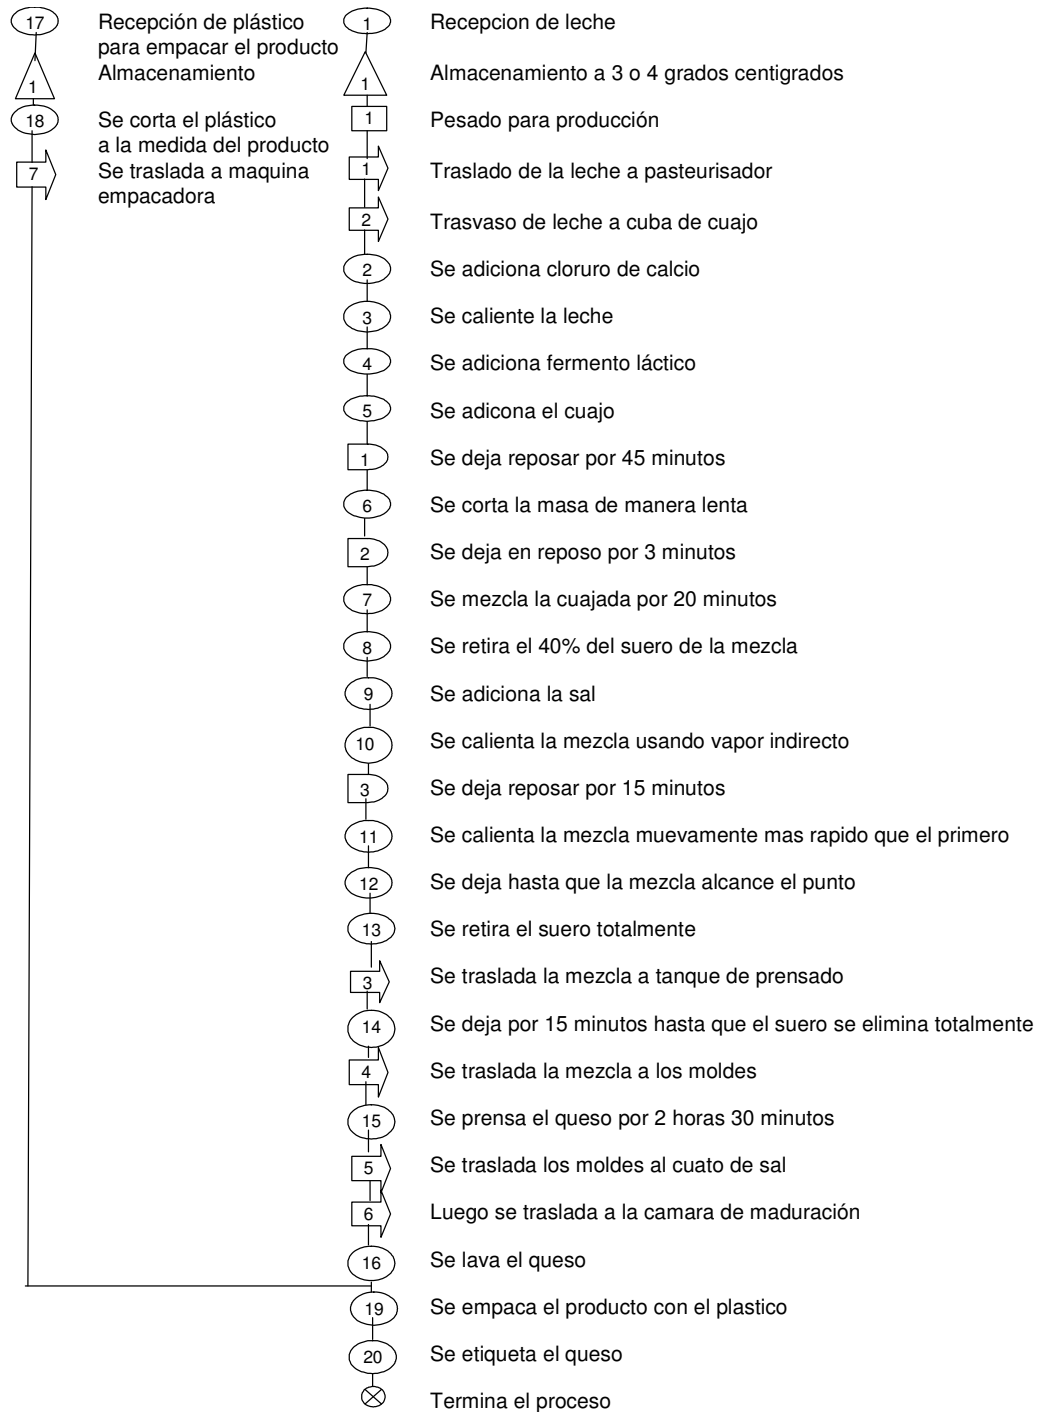 17 Recepción de plástico
para empacar el producto
1 Almacenamiento
18 Se corta el plástico
a la medida del producto
7 Se traslada a maquina
empacadora
1 Recepcion de leche
1 Almacenamiento a 3 o 4 grados centigrados
1 Pesado para producción
1 Traslado de la leche a pasteurisador
2 Trasvaso de leche a cuba de cuajo
2 Se adiciona cloruro de calcio
3 Se caliente la leche
4 Se adiciona fermento láctico
5 Se adicona el cuajo
1 Se deja reposar por 45 minutos
6 Se corta la masa de manera lenta
2 Se deja en reposo por 3 minutos
7 Se mezcla la cuajada por 20 minutos
8 Se retira el 40% del suero de la mezcla
9 Se adiciona la sal
10 Se calienta la mezcla usando vapor indirecto
3 Se deja reposar por 15 minutos
11 Se calienta la mezcla muevamente mas rapido que el primero
12 Se deja hasta que la mezcla alcance el punto
13 Se retira el suero totalmente
3 Se traslada la mezcla a tanque de prensado
14 Se deja por 15 minutos hasta que el suero se elimina totalmente
4 Se traslada la mezcla a los moldes
15 Se prensa el queso por 2 horas 30 minutos
5 Se traslada los moldes al cuato de sal
6 Luego se traslada a la camara de maduración
16 Se lava el queso
19 Se empaca el producto con el plastico
20 Se etiqueta el queso
Termina el proceso